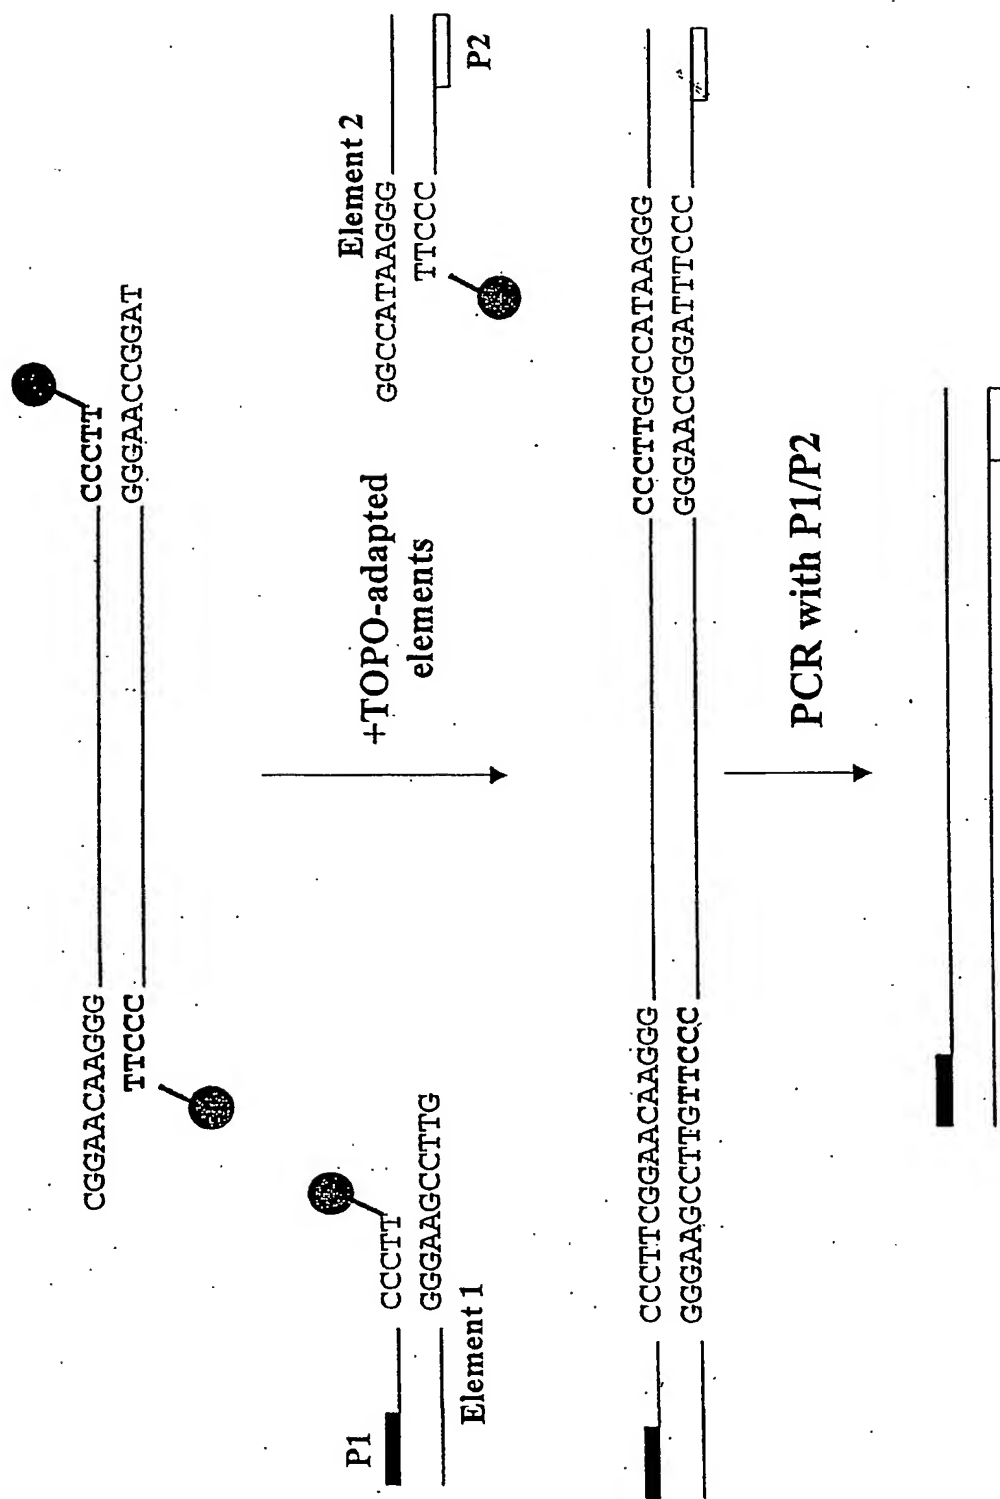 CGGAACAAGGG CCCTT
TTCCC GGGAACCGGAT
P1
CCCTT
GGGAAGCCTTG
Element 1
+TOPO-adapted
elements
Element 2
GGCCATAAGGG
TTCCC
P2
CCCTTCGGAACAAGGG CCCTTGGCCATAAGGG
GGGAAGCCTTGTTCCC GGGAACCGGATTTCCC
PCR with P1/P2